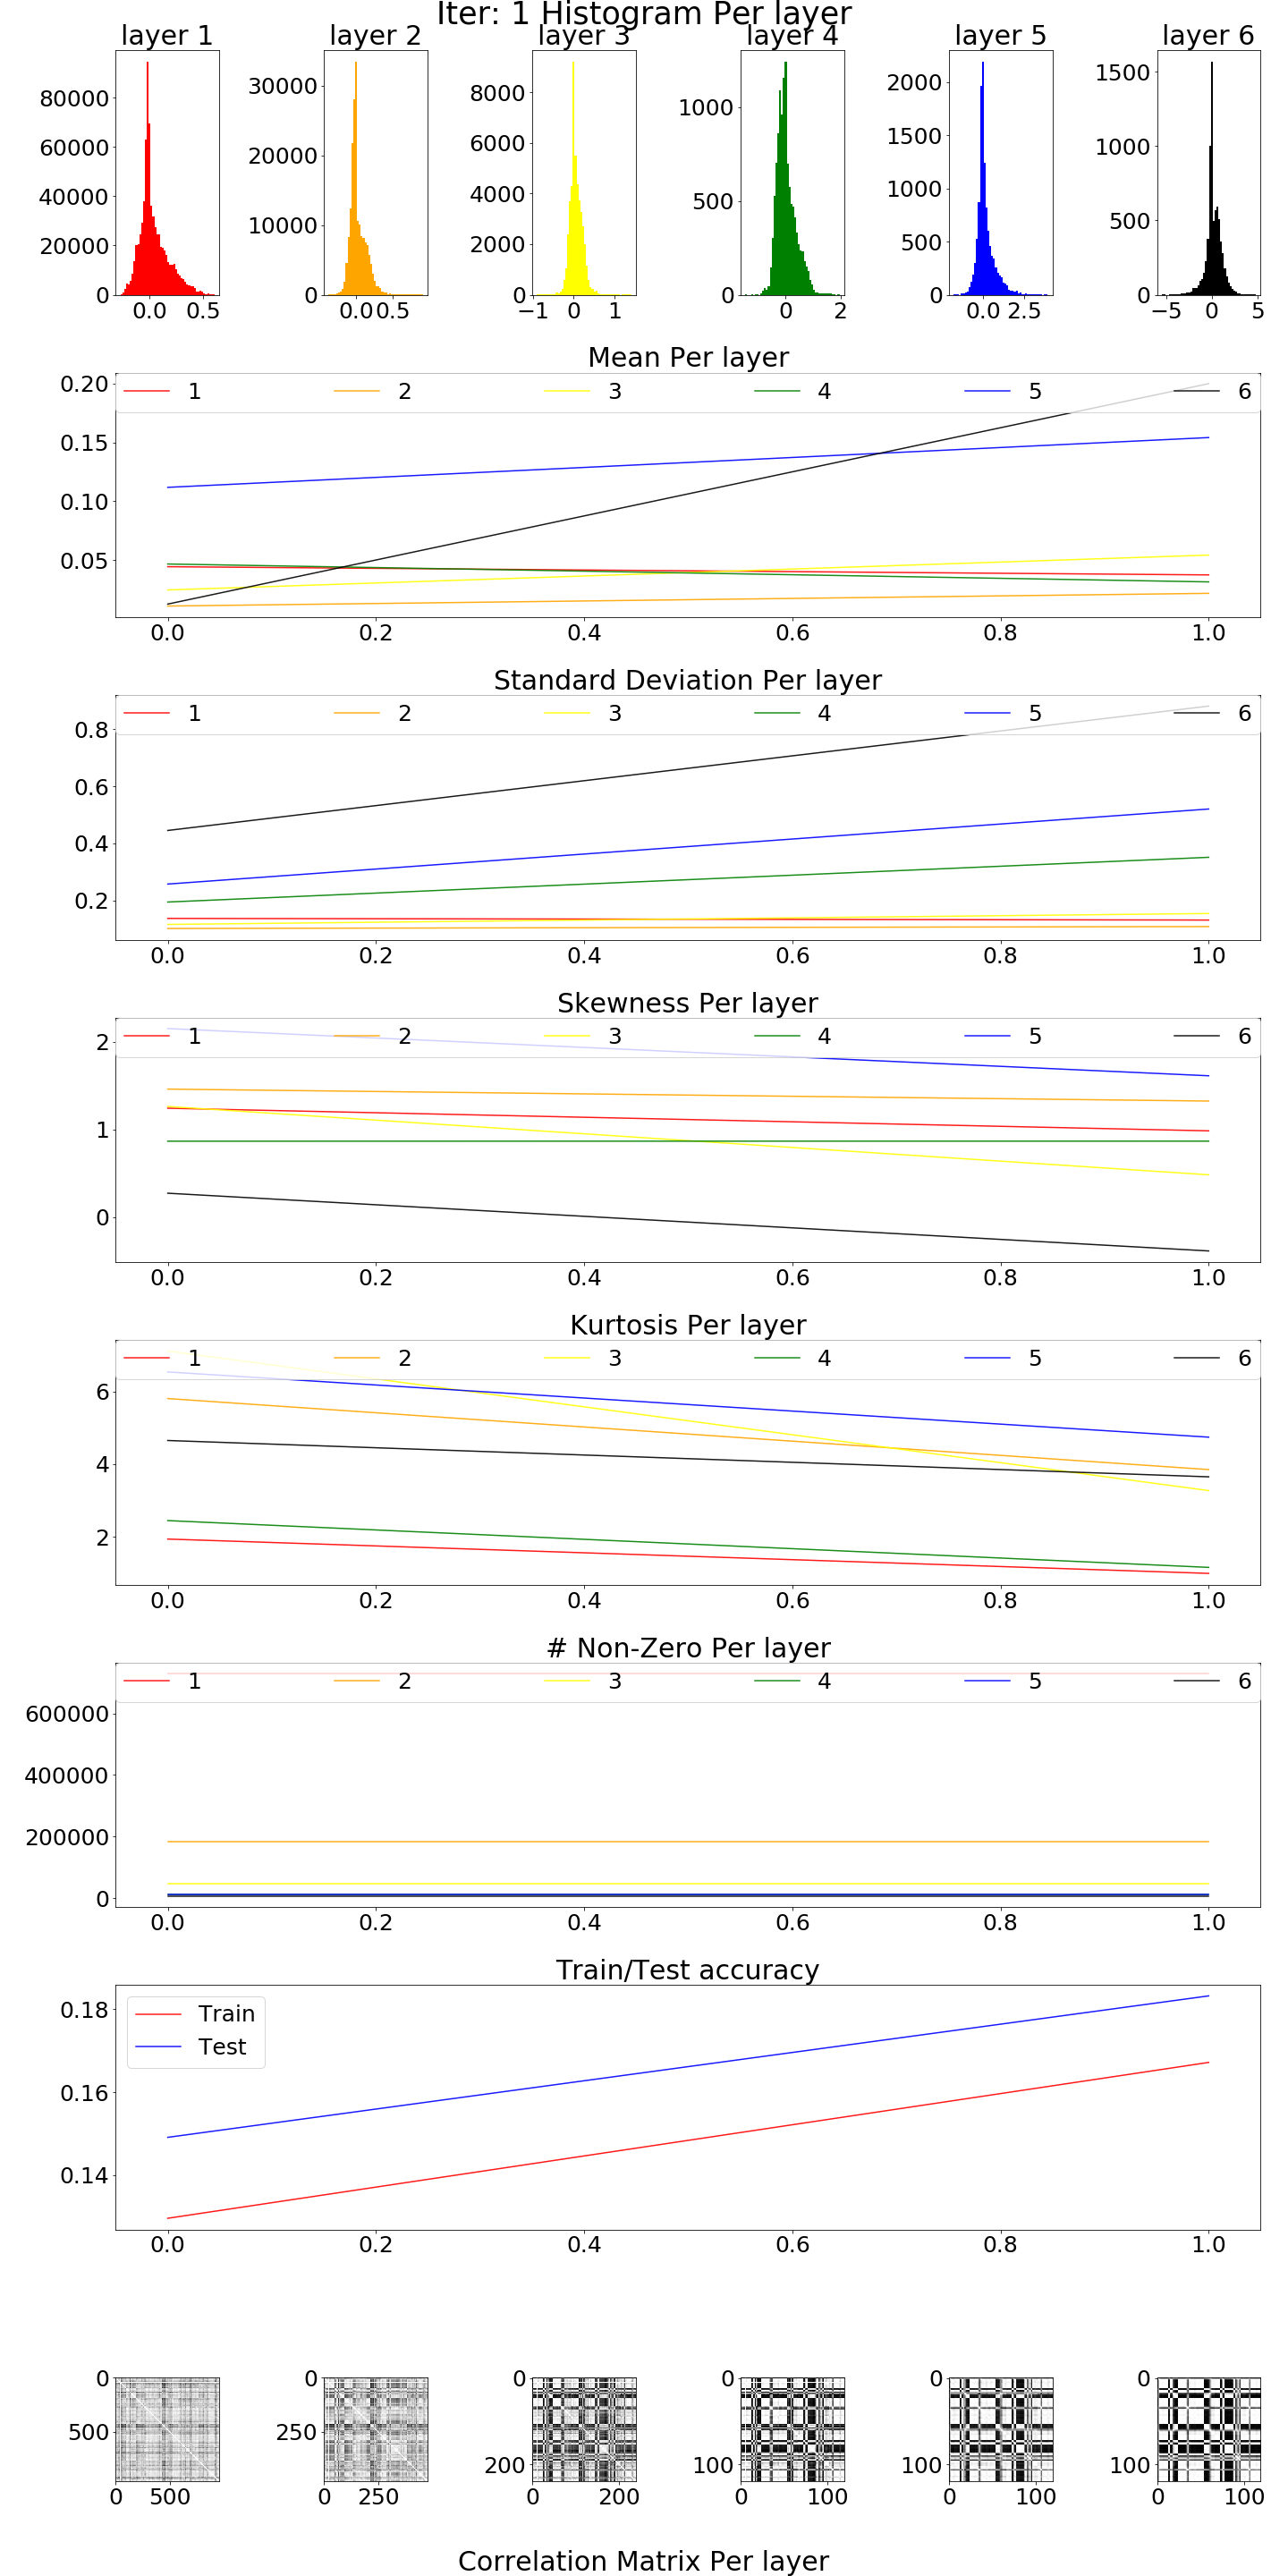 Iter: 1 Histogram Per layer
layer 1 layer 2 layer 3 layer 4 layer 5 layer 6
80000 60000 40000 20000 0
0.0 0.5
30000 20000 10000 0
0.0 0.5
8000 6000 4000 2000 0
−1 0 1
1000 500 0
0 2
2000 1500 1000 500 0
0.0 2.5
1500 1000 500 0
−5 0 5
Mean Per layer
1 2 3 4 5 6
0.20
0.15
0.10
0.05
0.0 0.2 0.4 0.6 0.8 1.0
Standard Deviation Per layer
1 2 3 4 5 6
0.8
0.6
0.4
0.2
0.0 0.2 0.4 0.6 0.8 1.0
Skewness Per layer
1 2 3 4 5 6
2
1
0
0.0 0.2 0.4 0.6 0.8 1.0
Kurtosis Per layer
1 2 3 4 5 6
6
4
2
0.0 0.2 0.4 0.6 0.8 1.0
# Non-Zero Per layer
1 2 3 4 5 6
600000
400000
200000
0
0.0 0.2 0.4 0.6 0.8 1.0
Train/Test accuracy
Train
Test
0.18
0.16
0.14
0.0 0.2 0.4 0.6 0.8 1.0
0 500
0 500
0 250
0 250
0 200
0 200
0 100
0 100
0 100
0 100
0 100
0 100
Correlation Matrix Per layer